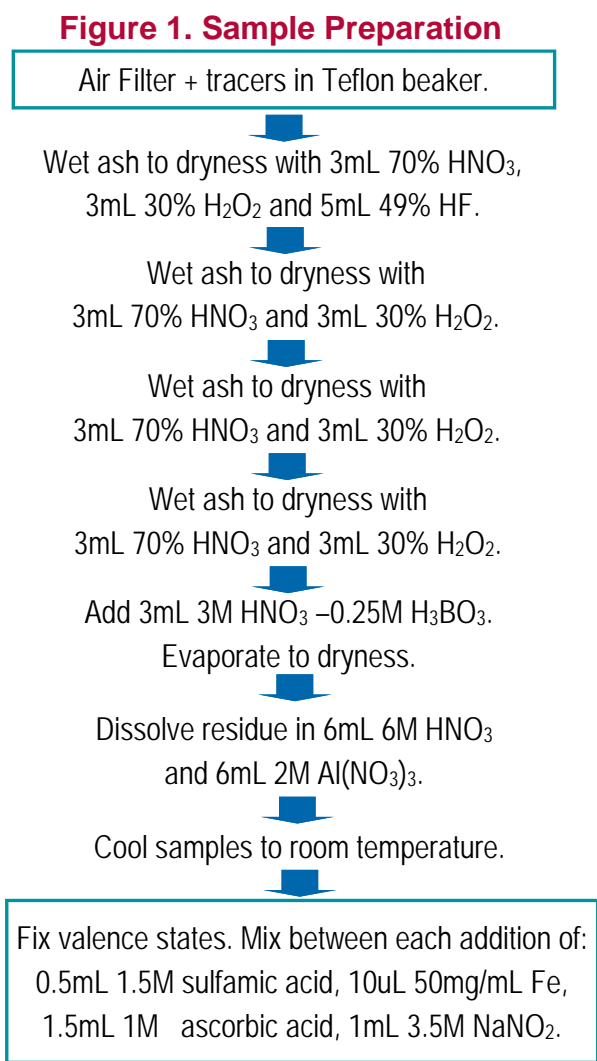 Figure 1. Sample Preparation
Air Filter + tracers in Teflon beaker.
Wet ash to dryness with 3mL 70% HNO₃,
3mL 30% H₂O₂ and 5mL 49% HF.
Wet ash to dryness with
3mL 70% HNO₃ and 3mL 30% H₂O₂.
Wet ash to dryness with
3mL 70% HNO₃ and 3mL 30% H₂O₂.
Wet ash to dryness with
3mL 70% HNO₃ and 3mL 30% H₂O₂.
Add 3mL 3M HNO₃ –0.25M H₃BO₃.
Evaporate to dryness.
Dissolve residue in 6mL 6M HNO₃
and 6mL 2M Al(NO₃)₃.
Cool samples to room temperature.
Fix valence states. Mix between each addition of:
0.5mL 1.5M sulfamic acid, 10uL 50mg/mL Fe,
1.5mL 1M ascorbic acid, 1mL 3.5M NaNO₂.